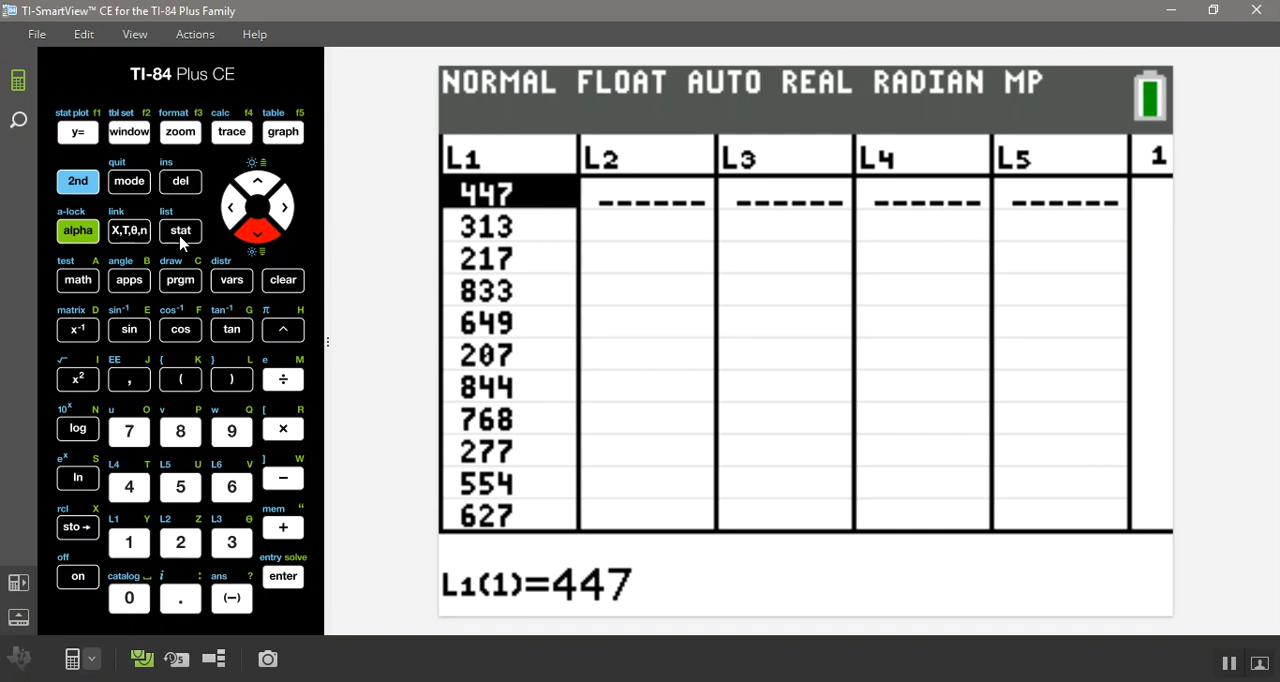 TI-SmartView™ CE for the TI-84 Plus Family
File Edit View Actions Help
TI-84 Plus CE
stat plot f1 tbl set f2 format f3 calc f4 table f5
y= window zoom trace graph
quit ins
2nd mode del
a-lock link list
alpha X,T,θ,n stat
test A angle B draw C distr
math apps prgm vars clear
matrix D sin⁻¹ E cos⁻¹ F tan⁻¹ G π H
x⁻¹ sin cos tan ^
√ I EE J { K } L e M
x² , ( ) ÷
10ˣ N u O v P w Q [ R
log 7 8 9 ×
eˣ S L4 T L5 U L6 V ] W
ln 4 5 6 −
rcl X L1 Y L2 Z L3 θ mem “
sto→ 1 2 3 +
off catalog ⎵ i : ans ? entry solve
on 0 . (−) enter
NORMAL FLOAT AUTO REAL RADIAN MP
L1 L2 L3 L4 L5 1
447 ------ ------ ------ ------
313
217
833
649
207
844
768
277
554
627
L1(1)=447